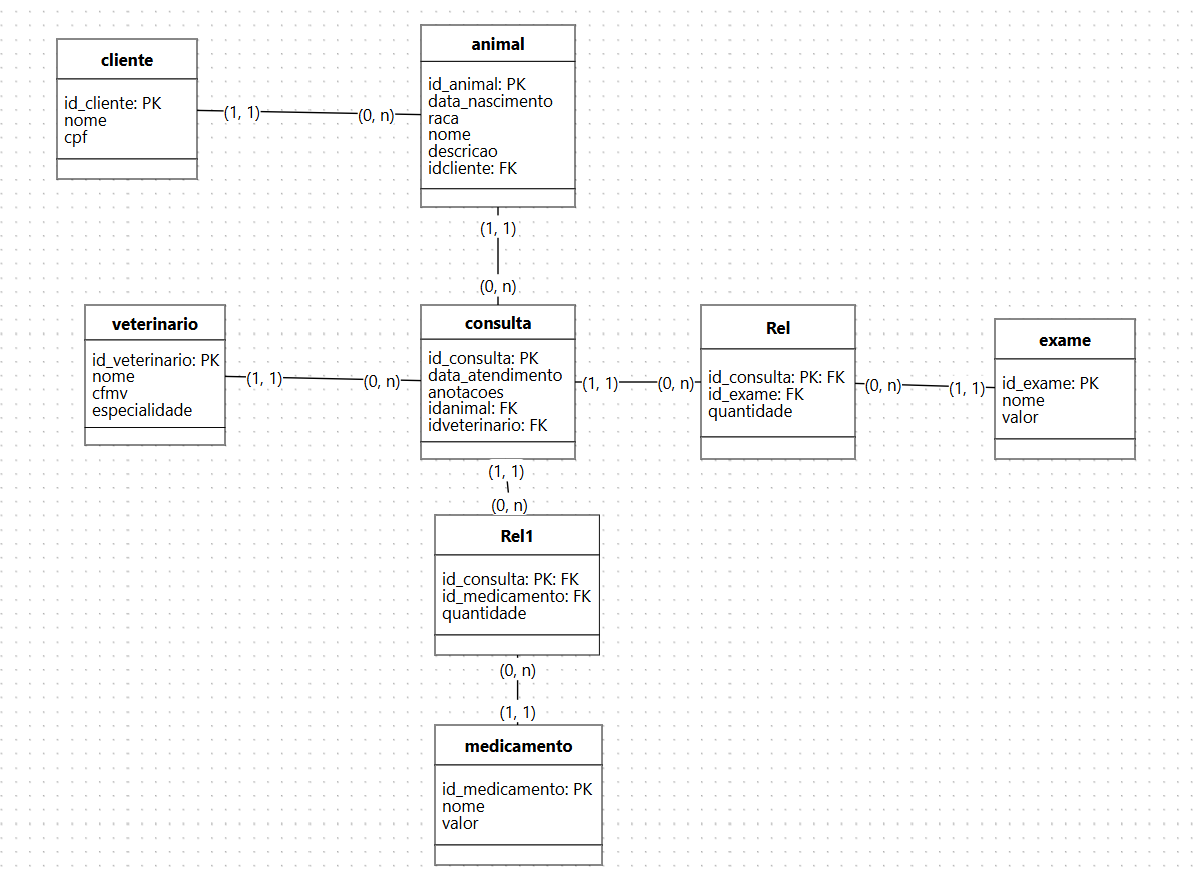 cliente
id_cliente: PK
nome
cpf
(1, 1)
(0, n)
animal
id_animal: PK
data_nascimento
raca
nome
descricao
idcliente: FK
(1, 1)
(0, n)
veterinario
id_veterinario: PK
nome
cfmv
especialidade
(1, 1)
(0, n)
consulta
id_consulta: PK
data_atendimento
anotacoes
idanimal: FK
idveterinario: FK
(1, 1)
(0, n)
Rel
id_consulta: PK: FK
id_exame: FK
quantidade
(0, n)
(1, 1)
exame
id_exame: PK
nome
valor
(1, 1)
(0, n)
Rel1
id_consulta: PK: FK
id_medicamento: FK
quantidade
(0, n)
(1, 1)
medicamento
id_medicamento: PK
nome
valor